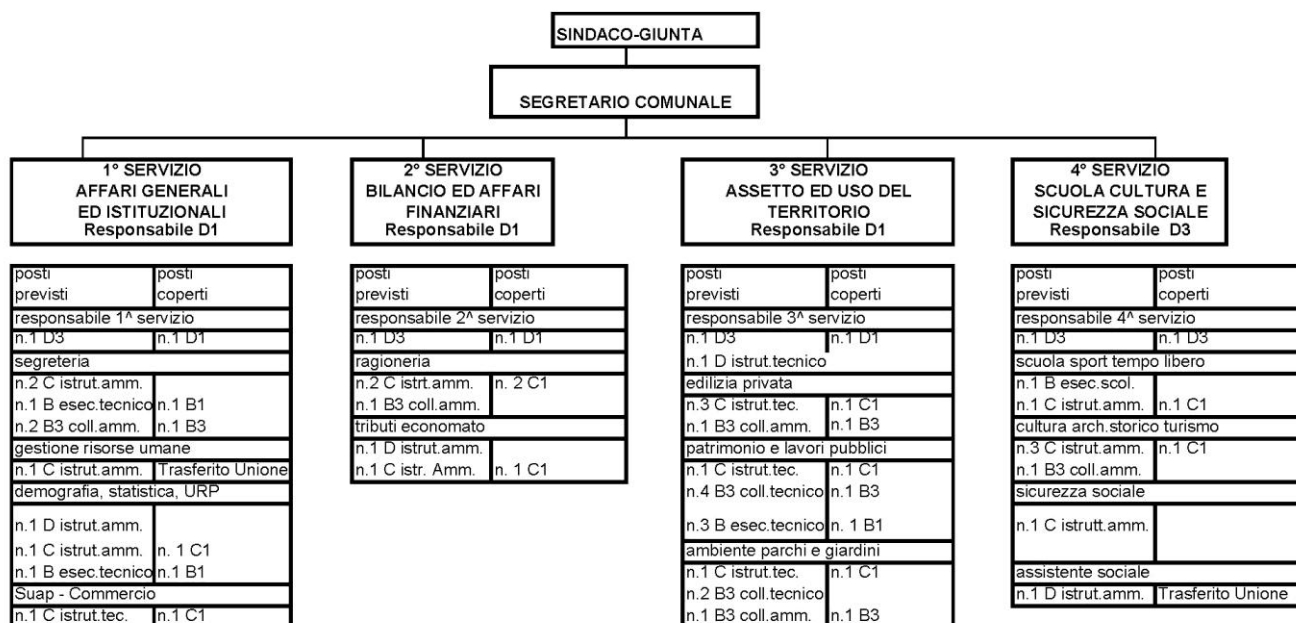 SINDACO-GIUNTA
SEGRETARIO COMUNALE
1° SERVIZIO
AFFARI GENERALI
ED ISTITUZIONALI
Responsabile D1
posti previsti posti coperti
responsabile 1^ servizio
n.1 D3 n.1 D1
segreteria
n.2 C istrut.amm.
n.1 B esec.tecnico n.1 B1
n.2 B3 coll.amm. n.1 B3
gestione risorse umane
n.1 C istrut.amm. Trasferito Unione
demografia, statistica, URP
n.1 D istrut.amm.
n.1 C istrut.amm. n. 1 C1
n.1 B esec.tecnico n.1 B1
Suap - Commercio
n.1 C istrut.tec. n.1 C1
2° SERVIZIO
BILANCIO ED AFFARI
FINANZIARI
Responsabile D1
posti previsti posti coperti
responsabile 2^ servizio
n.1 D3 n.1 D1
ragioneria
n.2 C istrt.amm. n. 2 C1
n.1 B3 coll.amm.
tributi economato
n.1 D istrut.amm.
n.1 C istr. Amm. n. 1 C1
3° SERVIZIO
ASSETTO ED USO DEL
TERRITORIO
Responsabile D1
posti previsti posti coperti
responsabile 3^ servizio
n.1 D3 n.1 D1
n.1 D istrut.tecnico
edilizia privata
n.3 C istrut.tec. n.1 C1
n.1 B3 coll.amm. n.1 B3
patrimonio e lavori pubblici
n.1 C istrut.tec. n.1 C1
n.4 B3 coll.tecnico n.1 B3
n.3 B esec.tecnico n. 1 B1
ambiente parchi e giardini
n.1 C istrut.tec. n.1 C1
n.2 B3 coll.tecnico
n.1 B3 coll.amm. n.1 B3
4° SERVIZIO
SCUOLA CULTURA E
SICUREZZA SOCIALE
Responsabile D3
posti previsti posti coperti
responsabile 4^ servizio
n.1 D3 n.1 D3
scuola sport tempo libero
n.1 B esec.scol.
n.1 C istrut.amm. n.1 C1
cultura arch.storico turismo
n.3 C istrut.amm. n.1 C1
n.1 B3 coll.amm.
sicurezza sociale
n.1 C istrutt.amm.
assistente sociale
n.1 D istrut.amm. Trasferito Unione